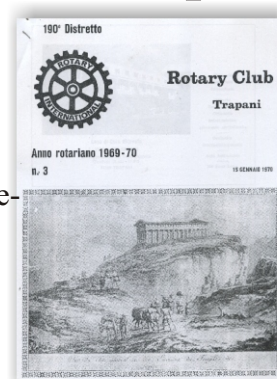 190° Distretto
ROTARY
INTERNATIONAL
Rotary Club
Trapani
Anno rotariano 1969-70
n. 3
15 GENNAIO 1970
e-